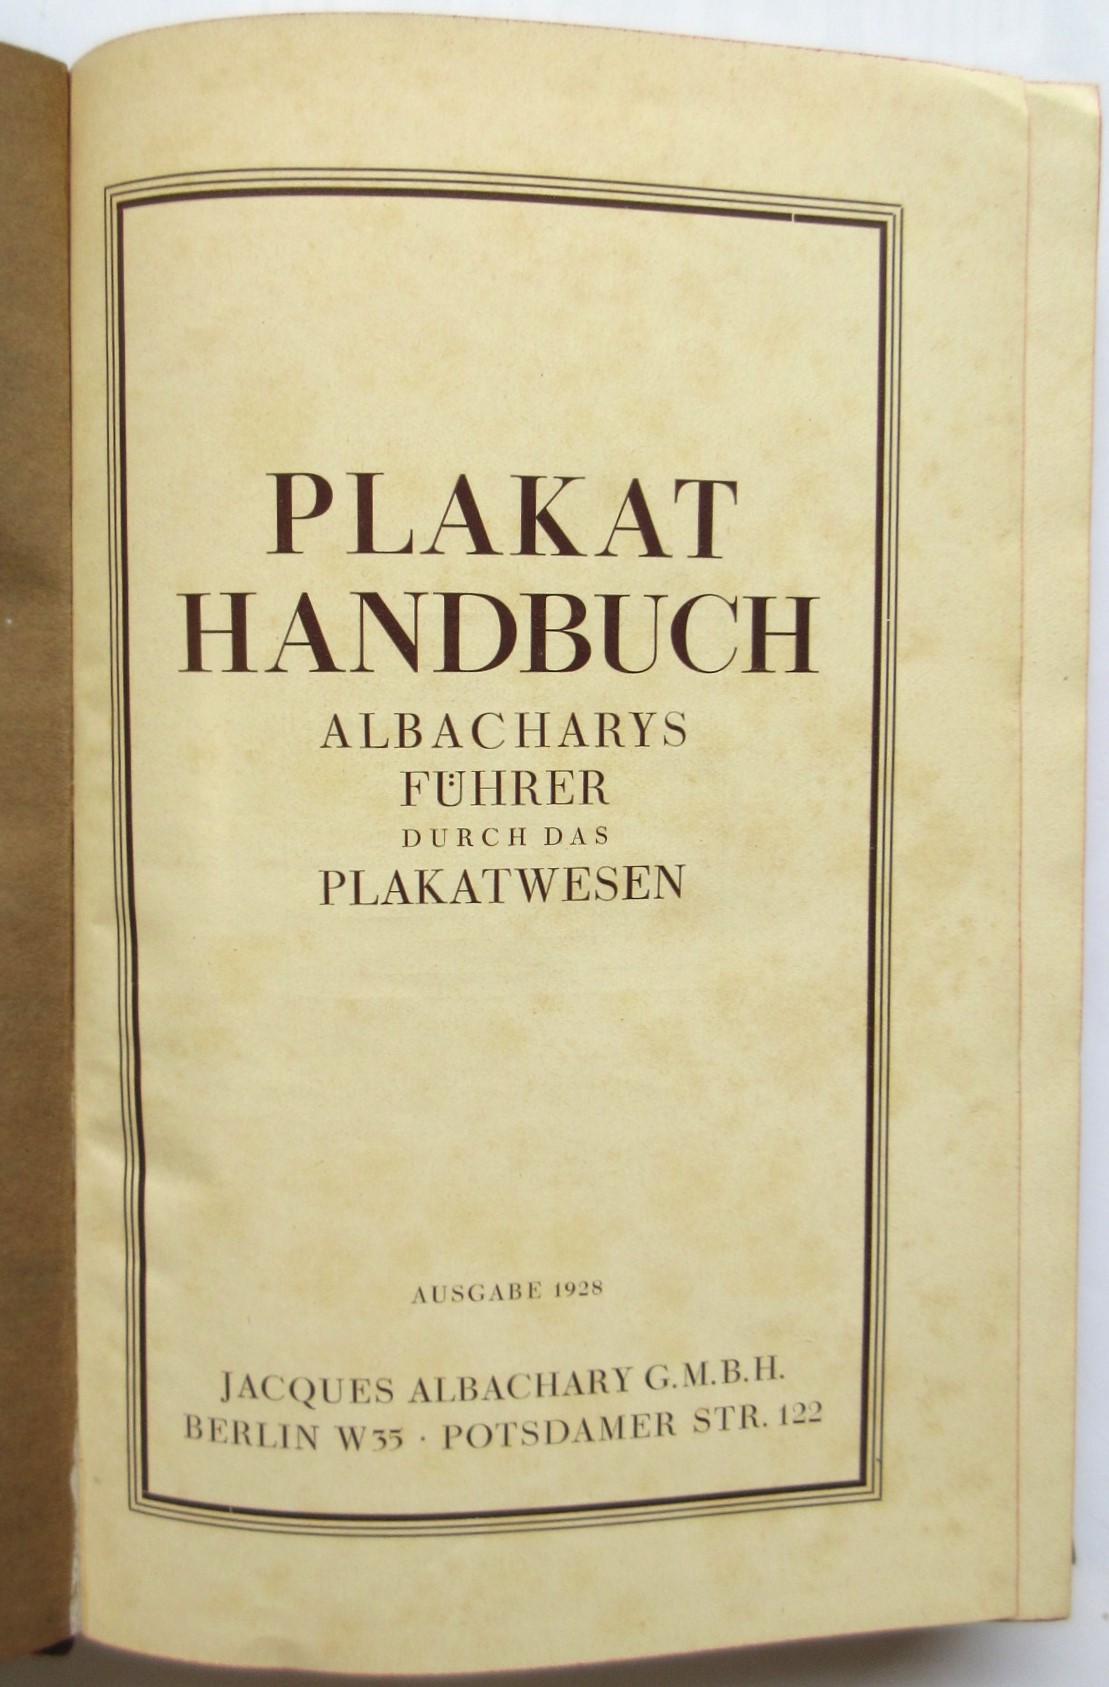 PLAKAT
HANDBUCH
ALBACHARYS
FÜHRER
DURCH DAS
PLAKATWESEN
AUSGABE 1928
JACQUES ALBACHARY G.M.B.H.
BERLIN W35 · POTSDAMER STR. 122